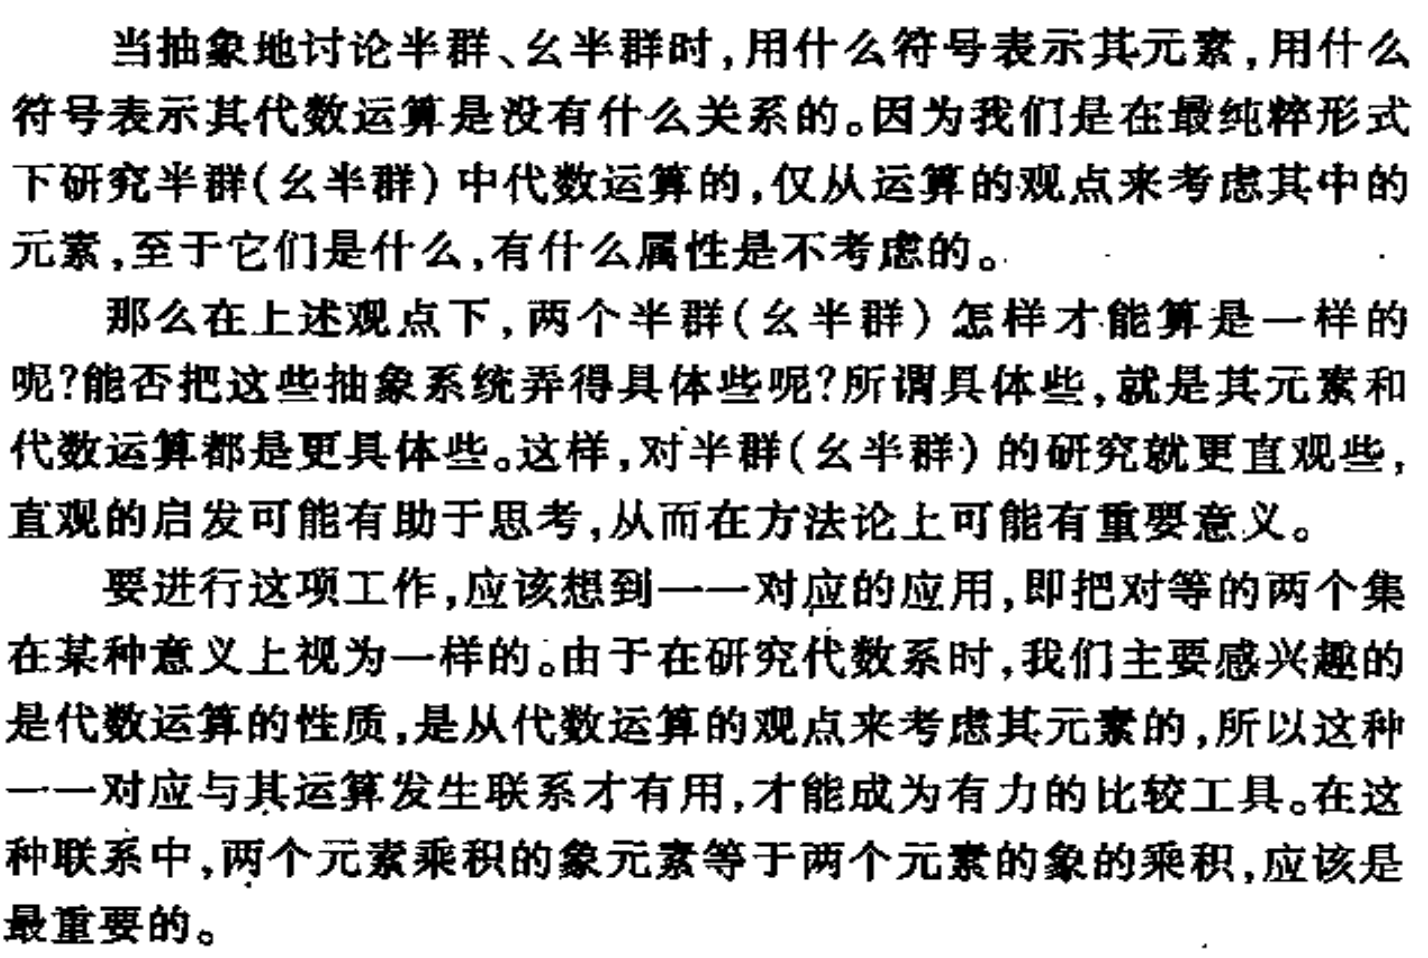 当抽象地讨论半群、幺半群时,用什么符号表示其元素,用什么
符号表示其代数运算是没有什么关系的。因为我们是在最纯粹形式
下研究半群(幺半群)中代数运算的,仅从运算的观点来考虑其中的
元素,至于它们是什么,有什么属性是不考虑的。
那么在上述观点下,两个半群(幺半群)怎样才能算是一样的
呢?能否把这些抽象系统弄得具体些呢?所谓具体些,就是其元素和
代数运算都是更具体些。这样,对半群(幺半群)的研究就更直观些,
直观的启发可能有助于思考,从而在方法论上可能有重要意义。
要进行这项工作,应该想到一一对应的应用,即把对等的两个集
在某种意义上视为一样的。由于在研究代数系时,我们主要感兴趣的
是代数运算的性质,是从代数运算的观点来考虑其元素的,所以这种
一一对应与其运算发生联系才有用,才能成为有力的比较工具。在这
种联系中,两个元素乘积的象元素等于两个元素的象的乘积,应该是
最重要的。